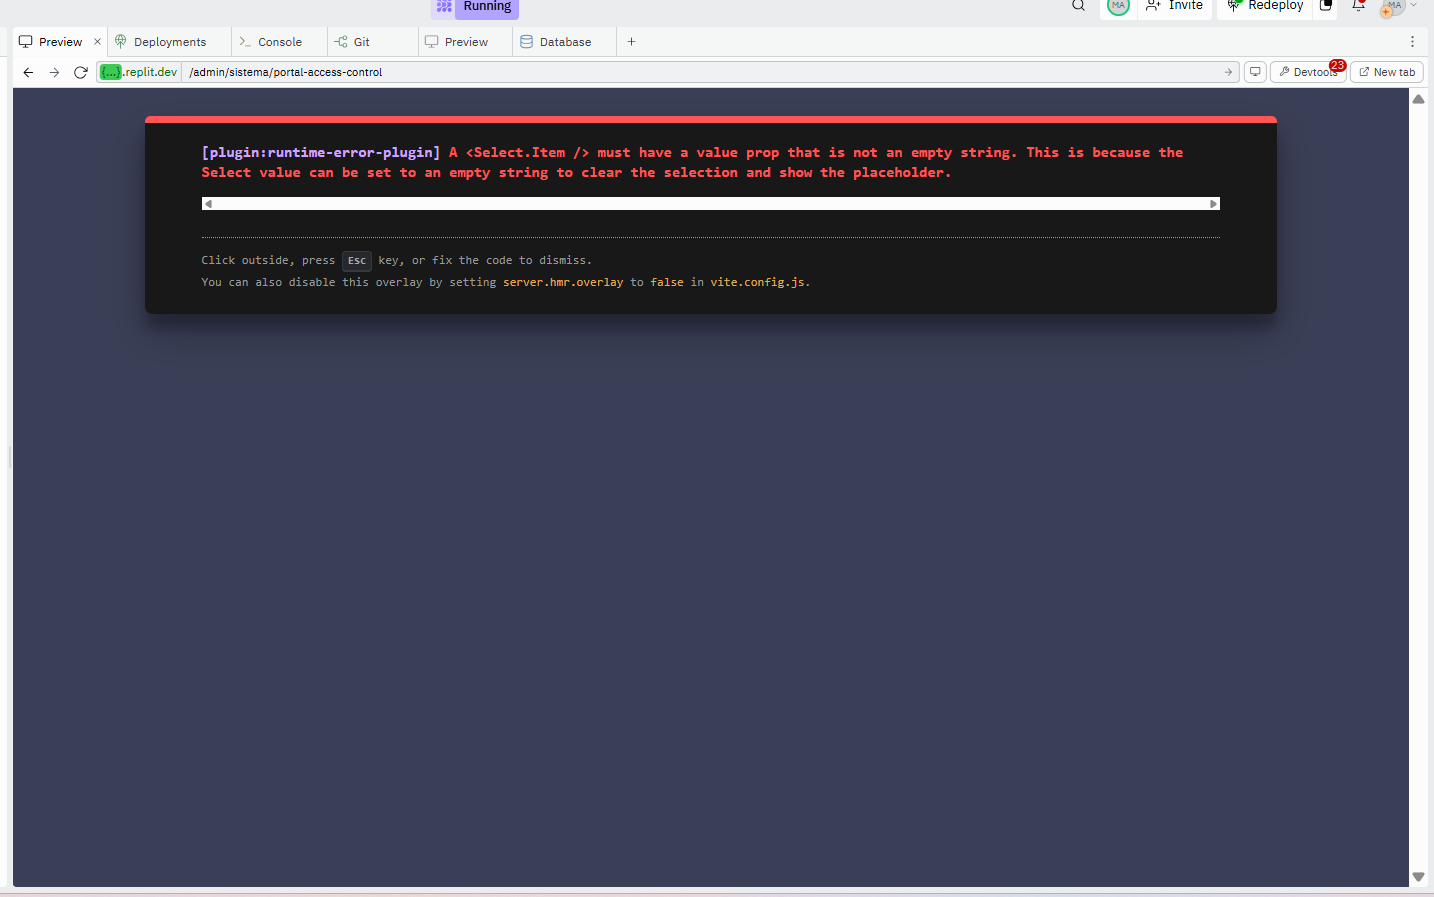 Running
MA
Invite
Redeploy
MA
Preview
Deployments
Console
Git
Preview
Database
{...}.replit.dev
/admin/sistema/portal-access-control
Devtools
23
New tab
[plugin:runtime-error-plugin] A <Select.Item /> must have a value prop that is not an empty string. This is because the
Select value can be set to an empty string to clear the selection and show the placeholder.
Click outside, press Esc key, or fix the code to dismiss.
You can also disable this overlay by setting server.hmr.overlay to false in vite.config.js.